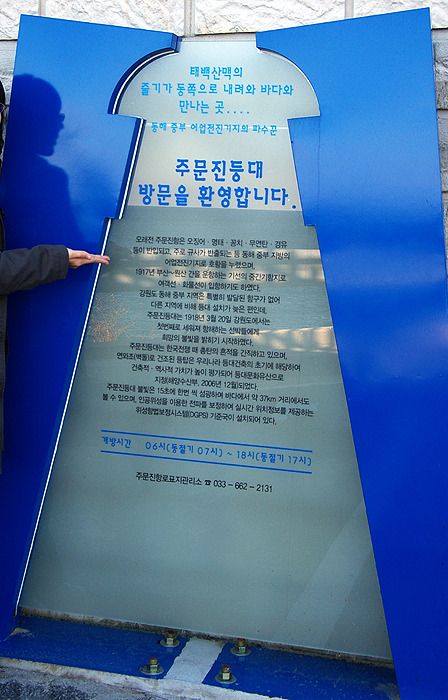 태백산맥의
줄기가 동쪽으로 내려와 바다와
만나는 곳....
동해 중부 어업전진기지의 파수꾼
주문진등대
방문을 환영합니다.
오래전 주문진항은 오징어·명태·꽁치·무연탄·경유
등이 반입되고, 주로 규사가 반출되는 등 동해 중부 지방의
어업전진기지로 호황을 누렸으며,
1917년 부산~원산 간을 운항하는 기선의 중간기항지로
여객선·화물선이 입항하기도 하였다.
강원도 동해 중부 지역은 특별히 발달된 항구가 없어
다른 지역에 비해 등대 설치가 늦은 편인데,
주문진등대는 1918년 3월 20일 강원도에서는
첫번째로 세워져 항해하는 선박들에게
희망의 불빛을 밝히기 시작하였다.
주문진등대는 한국전쟁 때 총탄의 흔적을 간직하고 있으며,
연와조(벽돌)로 건조된 등탑은 우리나라 등대건축의 초기에 해당하여
건축적·역사적 가치가 높이 평가되어 등대문화유산으로
지정(해양수산부, 2006년 12월)되었다.
주문진등대 불빛은 15초에 한번 씩 섬광하며 바다에서 약 37km 거리에서도
볼 수 있으며, 인공위성을 이용한 전파를 보정하여 실시간 위치정보를 제공하는
위성항법보정시스템(DGPS) 기준국이 설치되어 있다.
개방시간 06시(동절기 07시) ~ 18시(동절기 17시)
주문진항로표지관리소 ☎ 033-662-2131